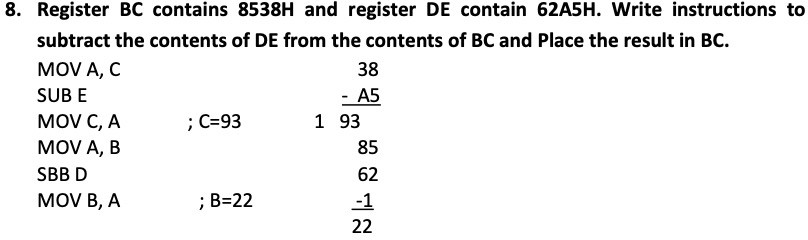 8. Register BC contains 8538H and register DE contain 62A5H. Write instructions to
subtract the contents of DE from the contents of BC and Place the result in BC.
MOV A, C 38
SUB E - A5
MOV C, A ; C=93 1 93
MOV A, B 85
SBB D 62
MOV B, A ; B=22 -1
22